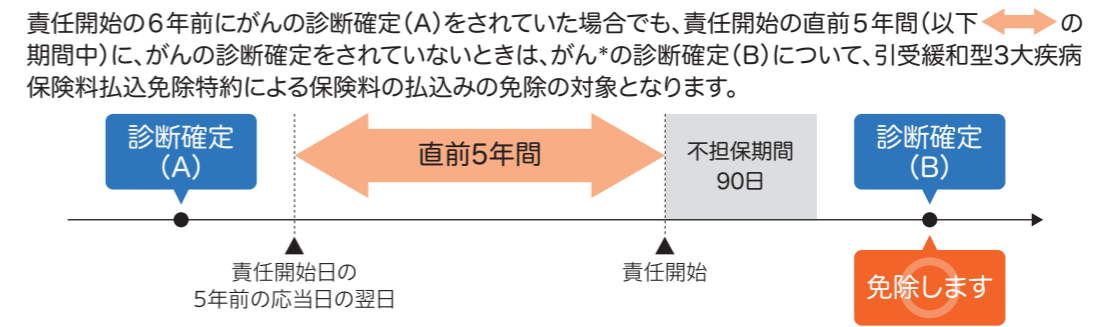 責任開始の6年前にがんの診断確定(A)をされていた場合でも、責任開始の直前5年間(以下 の
期間中)に、がんの診断確定をされていないときは、がん*の診断確定(B)について、引受緩和型3大疾病
保険料払込免除特約による保険料の払込みの免除の対象となります。
診断確定
(A)
直前5年間
不担保期間
90日
診断確定
(B)
責任開始日の
5年前の応当日の翌日
責任開始
免除します